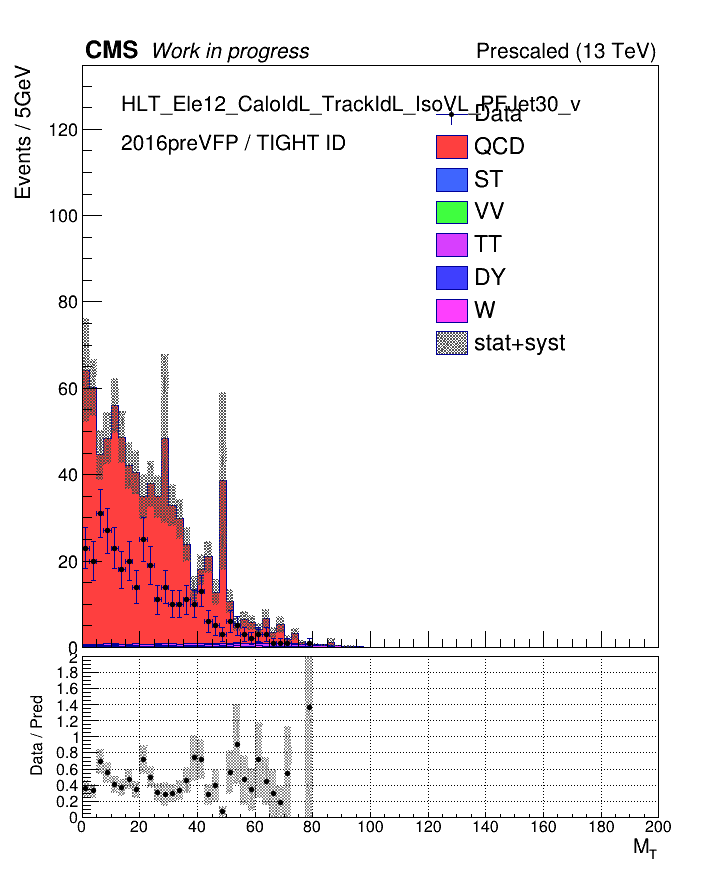 CMS Work in progress Prescaled (13 TeV)
Events / 5GeV
HLT_Ele12_CaloIdL_TrackIdL_IsoVL_PFJet30_v
2016preVFP / TIGHT ID
Data
QCD
ST
VV
TT
DY
W
stat+syst
120
100
80
60
40
20
0
Data / Pred
2
1.8
1.6
1.4
1.2
1
0.8
0.6
0.4
0.2
0
0 20 40 60 80 100 120 140 160 180 200
M_T